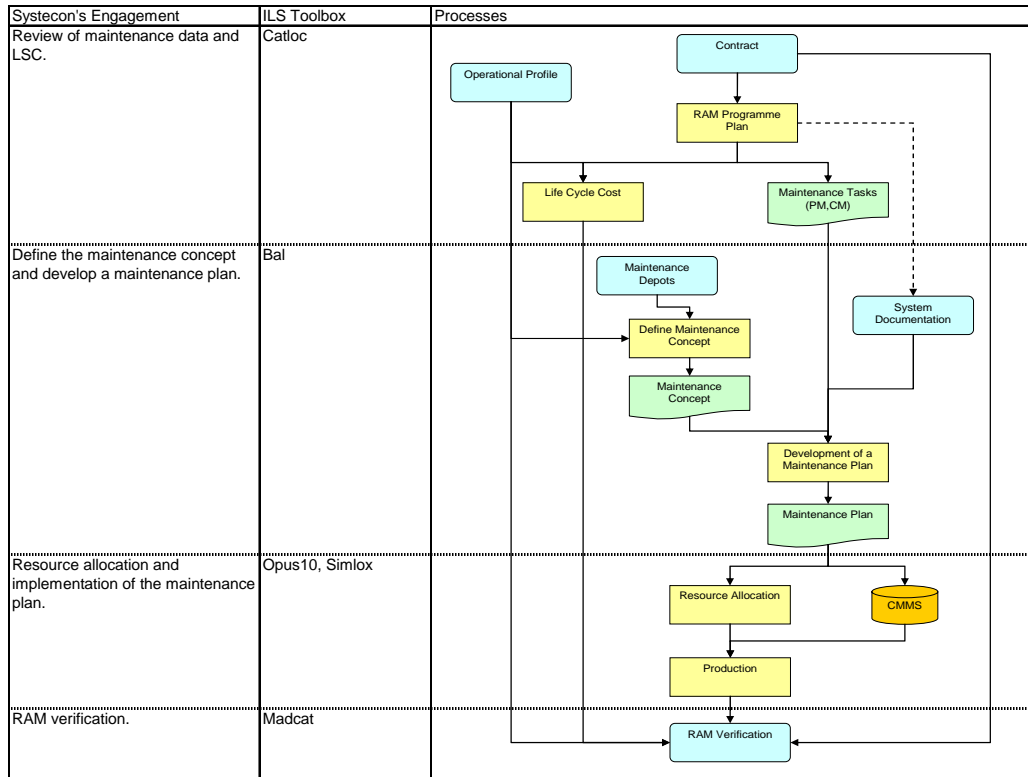 Systecon's Engagement
ILS Toolbox
Processes
Review of maintenance data and
LSC.
Catloc
Contract
Operational Profile
RAM Programme
Plan
Life Cycle Cost
Maintenance Tasks
(PM,CM)
Define the maintenance concept
and develop a maintenance plan.
Bal
Maintenance
Depots
System
Documentation
Define Maintenance
Concept
Maintenance
Concept
Development of a
Maintenance Plan
Maintenance Plan
Resource allocation and
implementation of the maintenance
plan.
Opus10, Simlox
Resource Allocation
CMMS
Production
RAM verification.
Madcat
RAM Verification